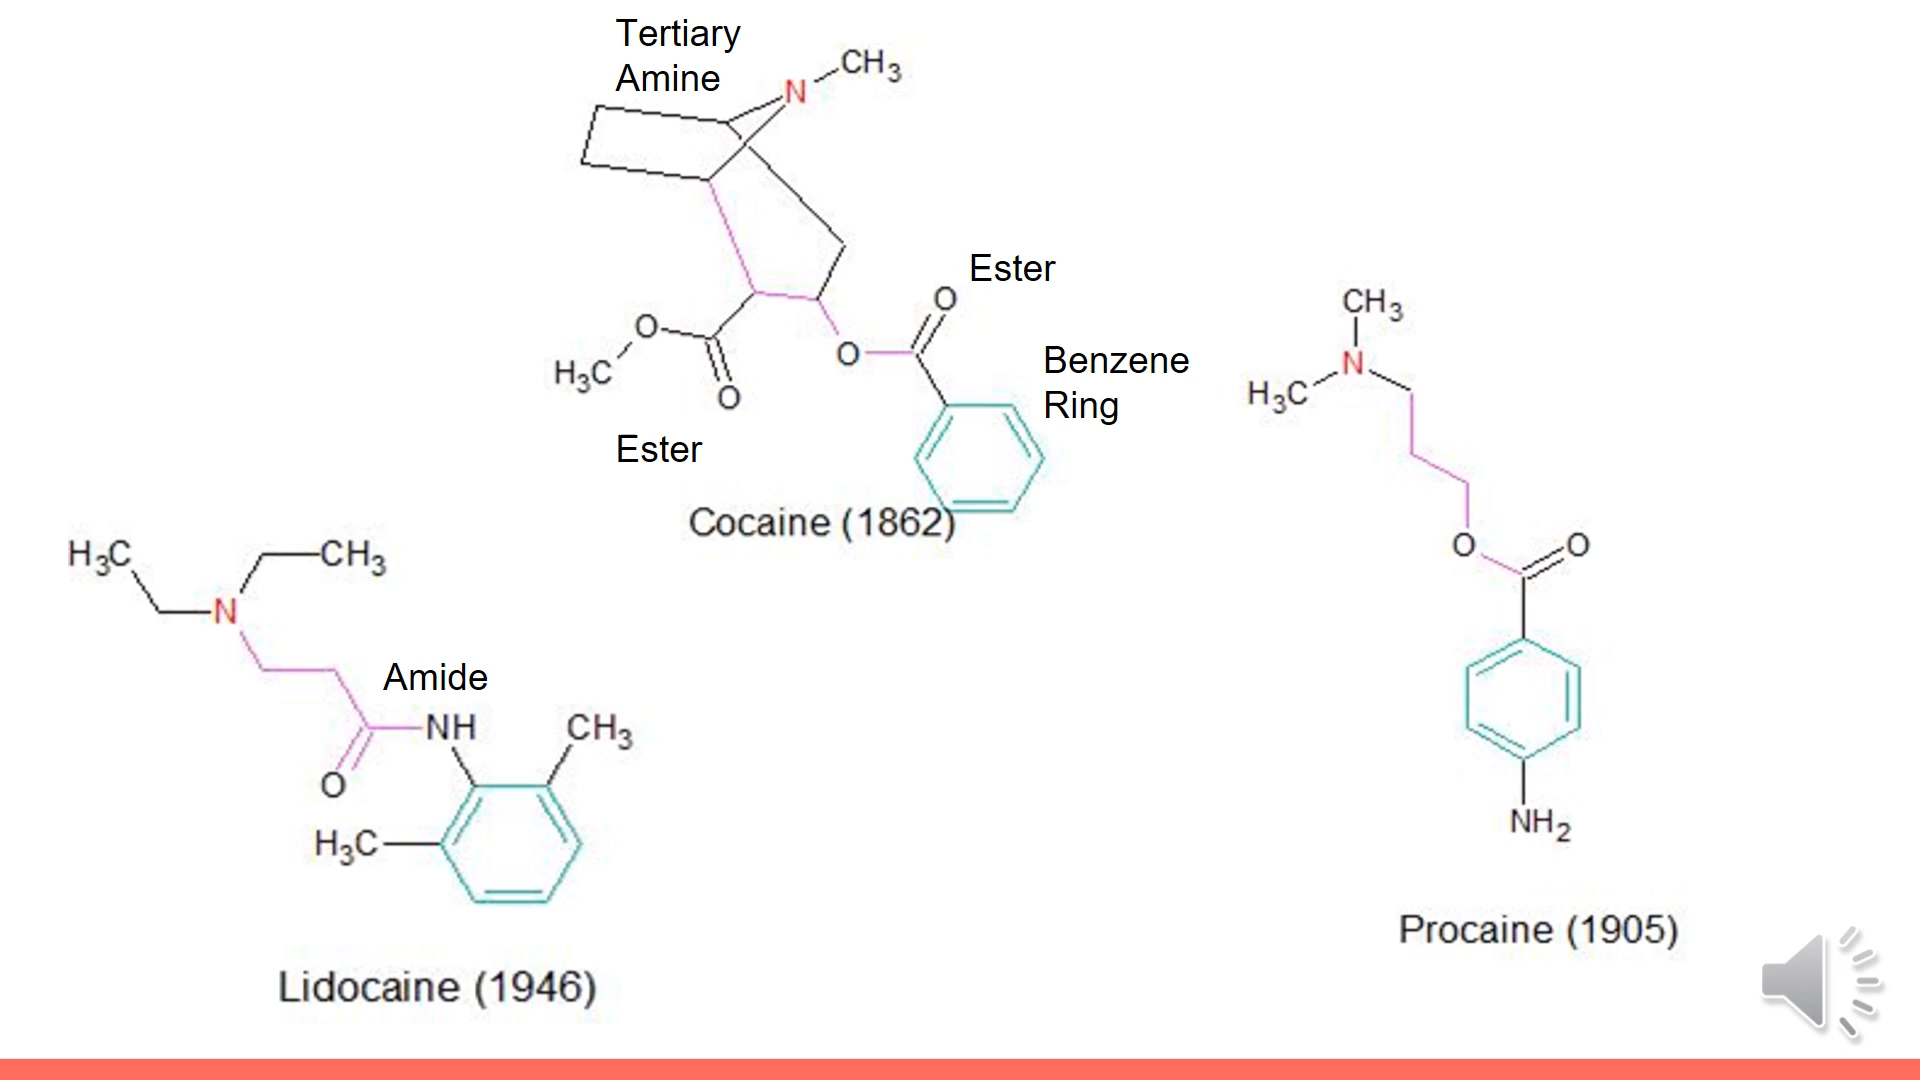 Tertiary
Amine
N
CH₃
Ester
O
O
O
H₃C
O
Benzene
Ring
Ester
Cocaine (1862)
CH₃
N
H₃C
O
O
NH₂
Procaine (1905)
H₃C
CH₃
N
Amide
NH
CH₃
O
H₃C
Lidocaine (1946)